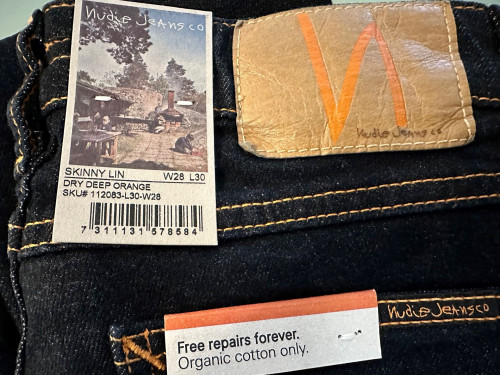 nudie jeans co
SKINNY LIN W28 L30
DRY DEEP ORANGE
SKU# 112083-L30-W28
7 311131 578584
nudie jeans co
nudie jeans co
Free repairs forever.
Organic cotton only.